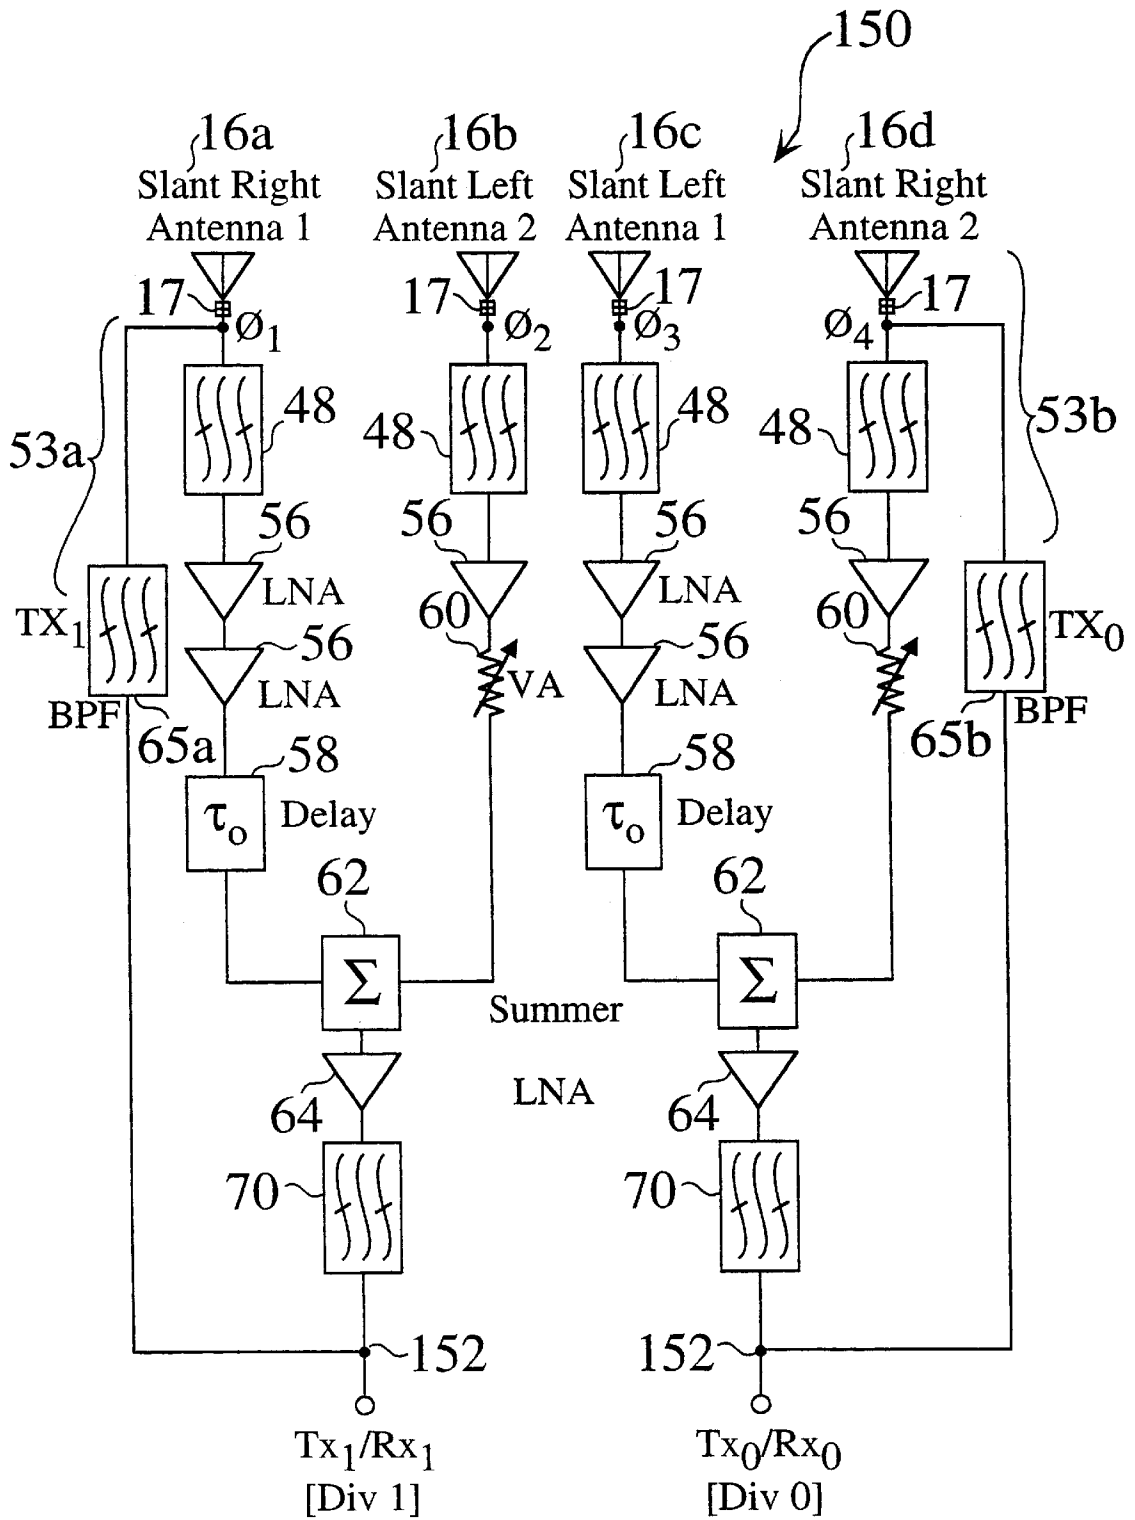 150
16a 16b 16c 16d
Slant Right Slant Left Slant Left Slant Right
Antenna 1 Antenna 2 Antenna 1 Antenna 2
17 17 17 17
Ø1 Ø2 Ø3 Ø4
48 48 48 48
53a 53b
56 56 56 56
LNA LNA
60 60
TX1 TX0
56 56
LNA VA LNA
BPF BPF
65a 65b
58 58
τo Delay τo Delay
62 62
Σ Σ
Summer
LNA
64 64
70 70
152 152
Tx1/Rx1 Tx0/Rx0
[Div 1] [Div 0]